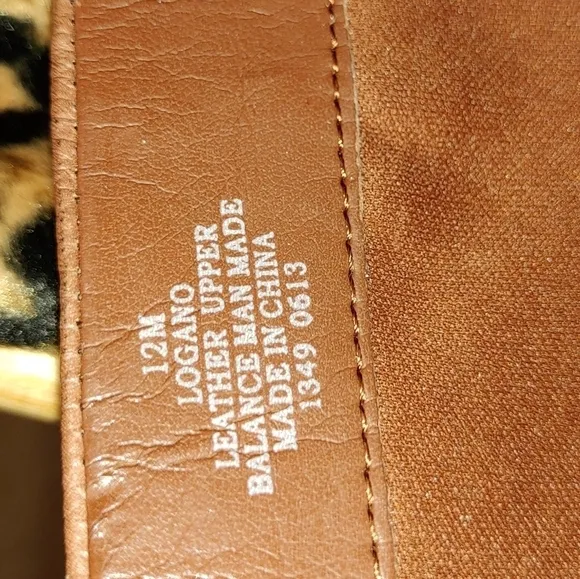 12M
LOGANO
LEATHER UPPER
BALANCE MAN MADE
MADE IN CHINA
1349 0613